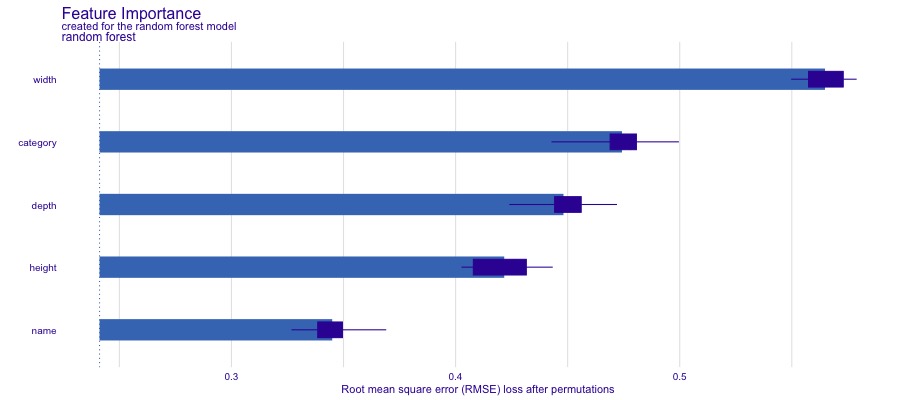 Feature Importance
created for the random forest model
random forest
width
category
depth
height
name
0.3 0.4 0.5
Root mean square error (RMSE) loss after permutations